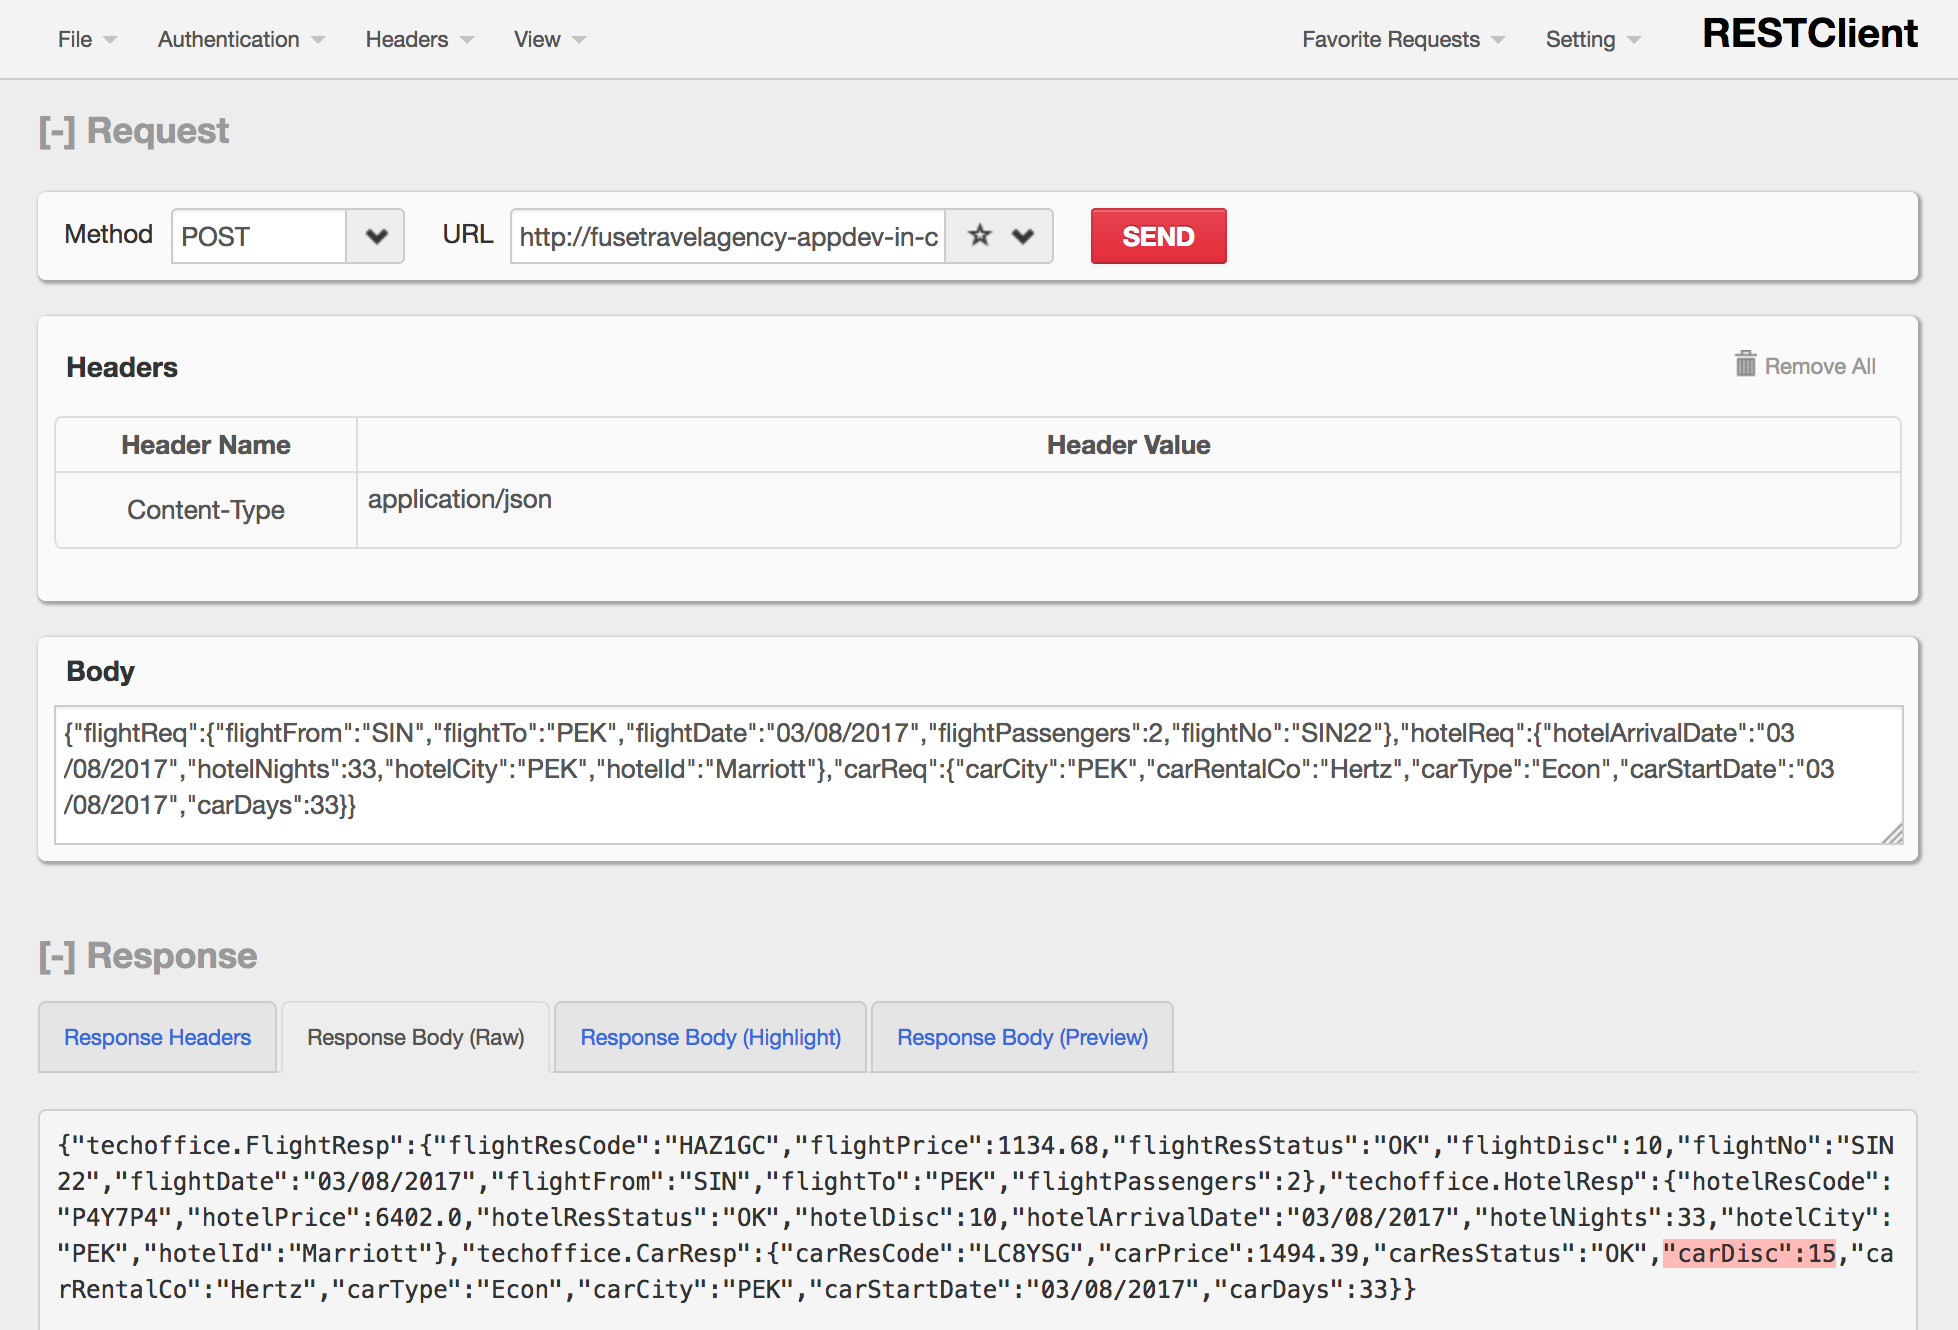 File Authentication Headers View Favorite Requests Setting RESTClient
[-] Request
Method POST URL http://fusetravelagency-appdev-in-c SEND
Headers Remove All
Header Name Header Value
Content-Type application/json
Body
{"flightReq":{"flightFrom":"SIN","flightTo":"PEK","flightDate":"03/08/2017","flightPassengers":2,"flightNo":"SIN22"},"hotelReq":{"hotelArrivalDate":"03
/08/2017","hotelNights":33,"hotelCity":"PEK","hotelId":"Marriott"},"carReq":{"carCity":"PEK","carRentalCo":"Hertz","carType":"Econ","carStartDate":"03
/08/2017","carDays":33}}
[-] Response
Response Headers Response Body (Raw) Response Body (Highlight) Response Body (Preview)
{"techoffice.FlightResp":{"flightResCode":"HAZ1GC","flightPrice":1134.68,"flightResStatus":"OK","flightDisc":10,"flightNo":"SIN
22","flightDate":"03/08/2017","flightFrom":"SIN","flightTo":"PEK","flightPassengers":2},"techoffice.HotelResp":{"hotelResCode":
"P4Y7P4","hotelPrice":6402.0,"hotelResStatus":"OK","hotelDisc":10,"hotelArrivalDate":"03/08/2017","hotelNights":33,"hotelCity":
"PEK","hotelId":"Marriott"},"techoffice.CarResp":{"carResCode":"LC8YSG","carPrice":1494.39,"carResStatus":"OK","carDisc":15,"ca
rRentalCo":"Hertz","carType":"Econ","carCity":"PEK","carStartDate":"03/08/2017","carDays":33}}